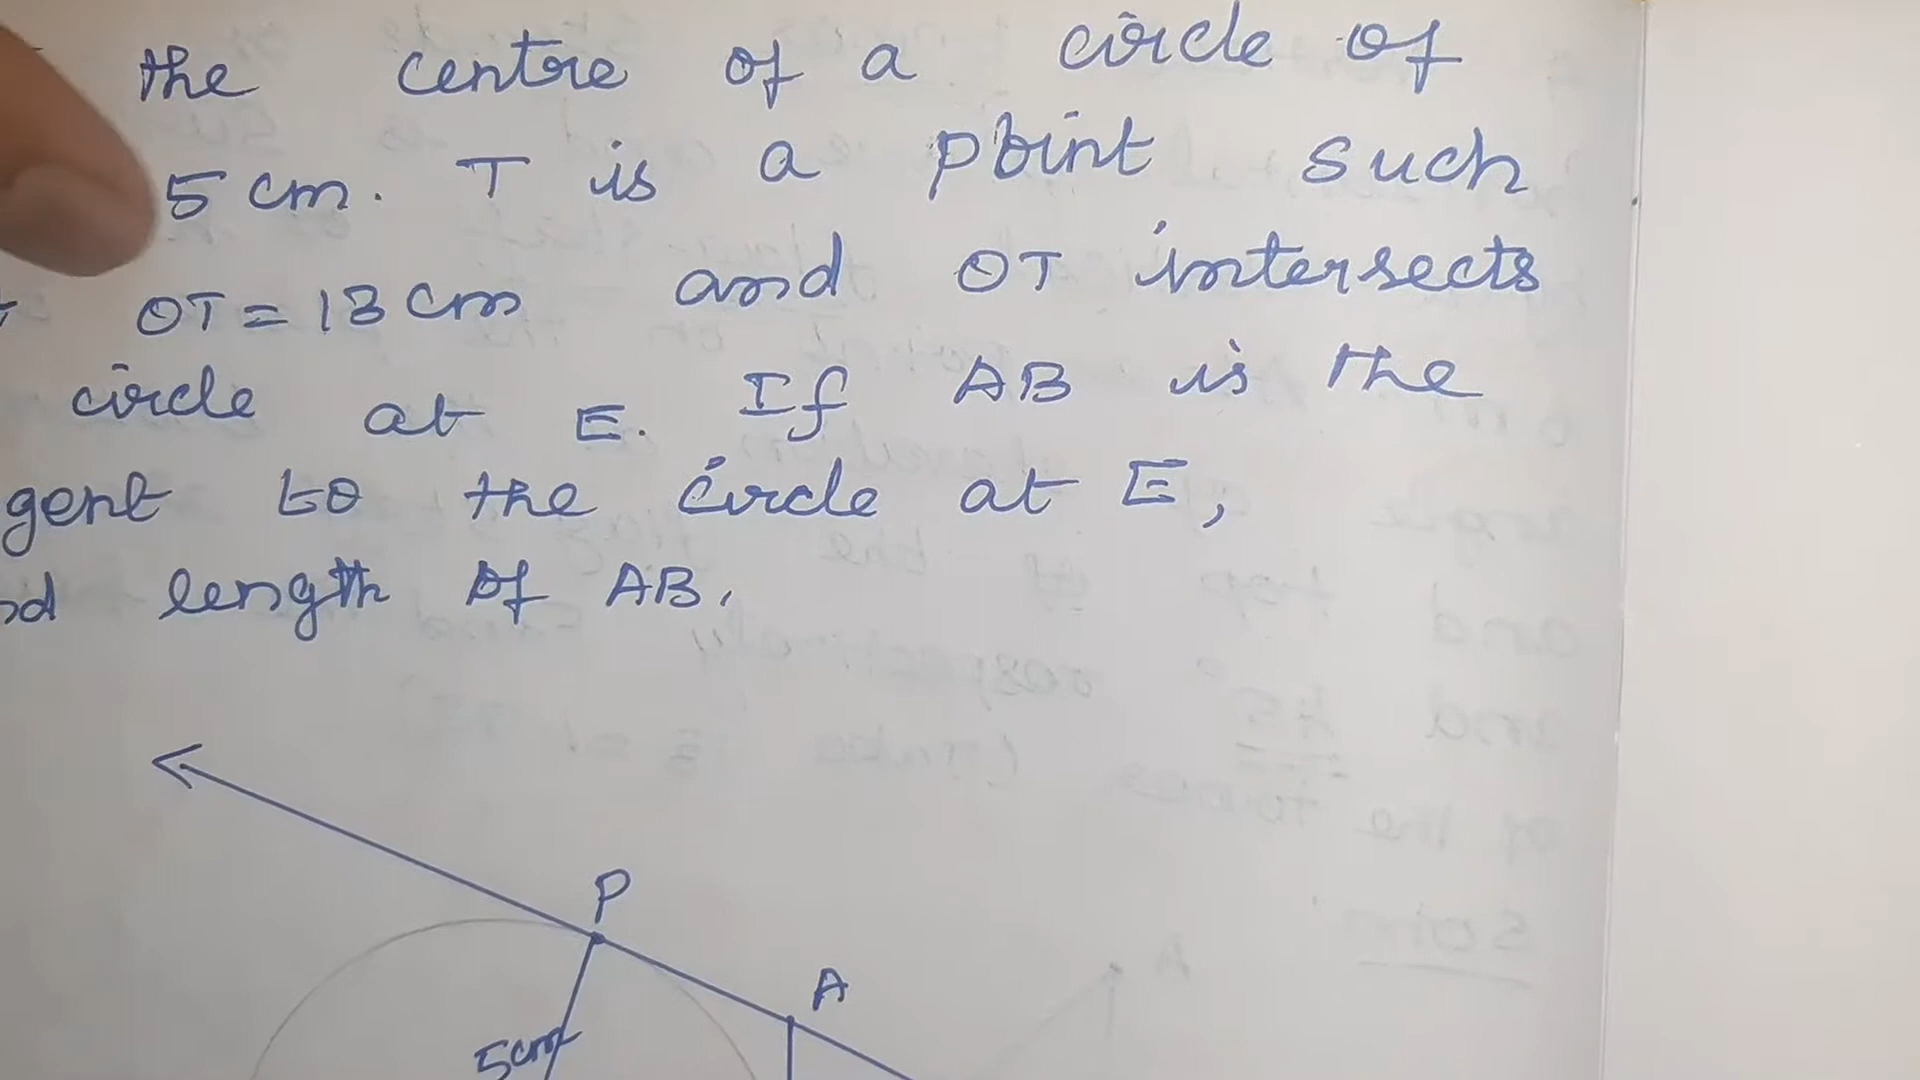 the centre of a circle of
5 cm. T is a point such
OT = 13 cm and OT intersects
circle at E. If AB is the
gent to the circle at E,
length of AB.
P
A
5cm